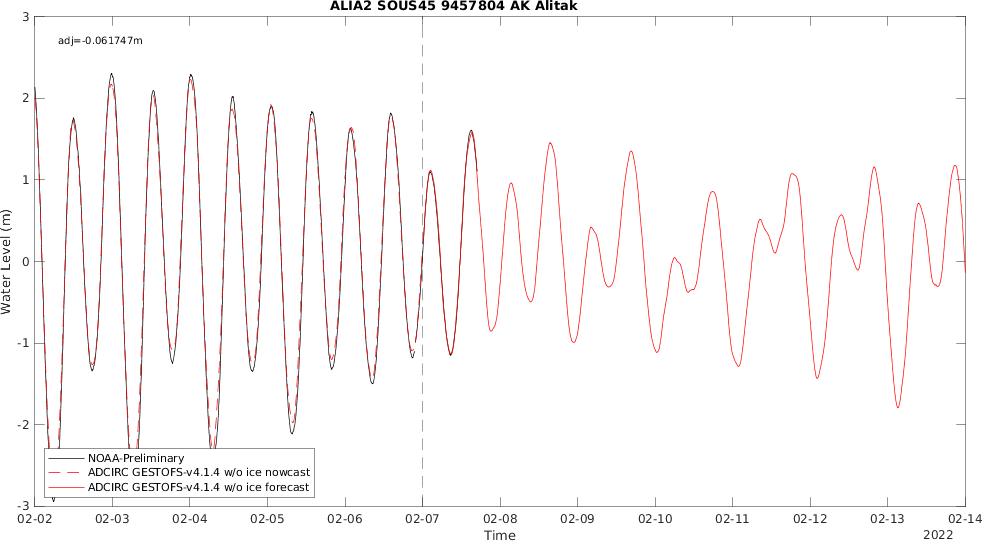 ALIA2 SOUS45 9457804 AK Alitak
adj=-0.061747m
3
2
1
0
-1
-2
-3
Water Level (m)
NOAA-Preliminary
ADCIRC GESTOFS-v4.1.4 w/o ice nowcast
ADCIRC GESTOFS-v4.1.4 w/o ice forecast
02-02 02-03 02-04 02-05 02-06 02-07 02-08 02-09 02-10 02-11 02-12 02-13 02-14
Time
2022